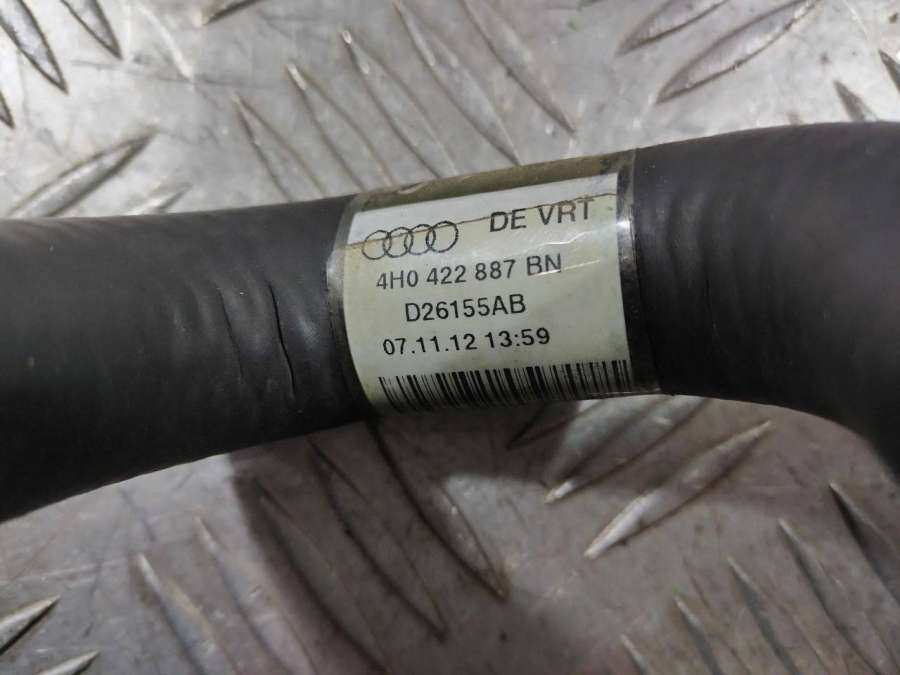 DE VRT
4H0 422 887 BN
D26155AB
07.11.12 13:59